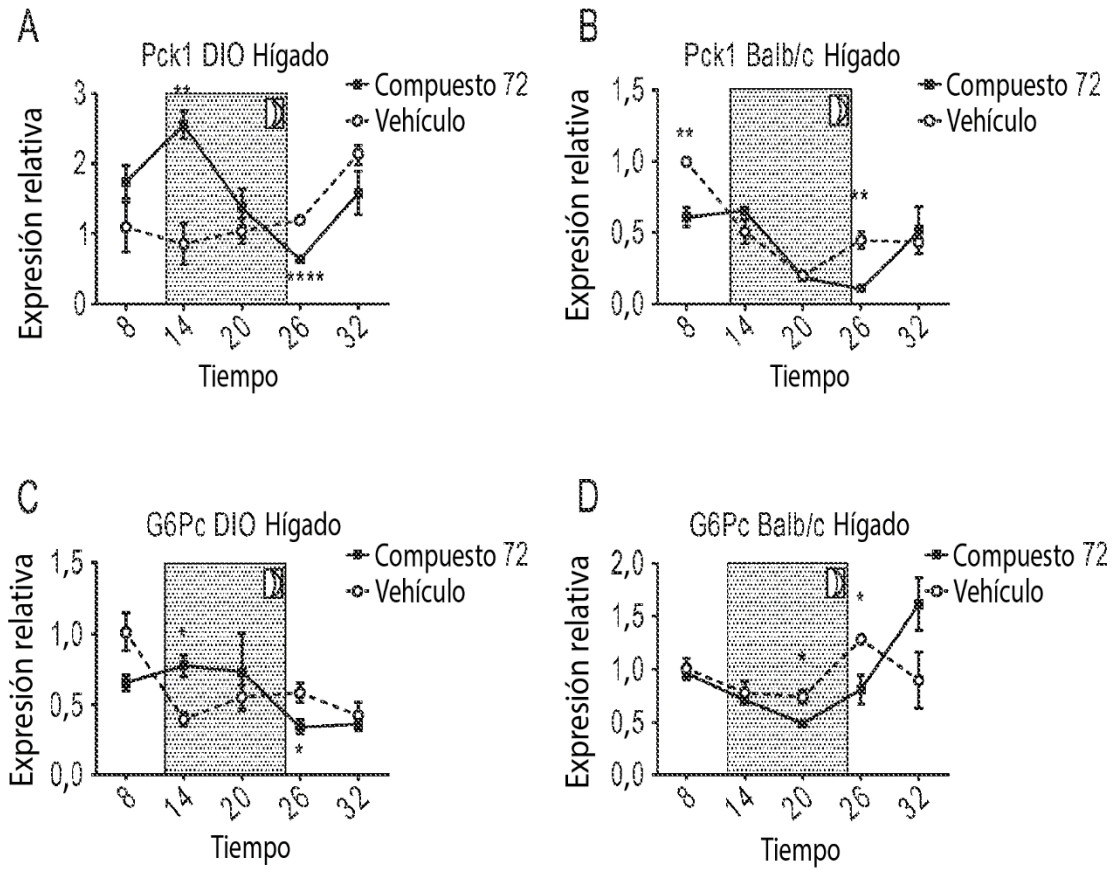 A
Pck1 DIO Hígado
Compuesto 72
Vehículo
Expresión relativa
3
2
1
0
**
****
8
14
20
26
32
Tiempo
B
Pck1 Balb/c Hígado
Compuesto 72
Vehículo
Expresión relativa
1,5
1,0
0,5
0,0
**
**
8
14
20
26
32
Tiempo
C
G6Pc DIO Hígado
Compuesto 72
Vehículo
Expresión relativa
1,5
1,0
0,5
0,0
*
*
8
14
20
26
32
Tiempo
D
G6Pc Balb/c Hígado
Compuesto 72
Vehículo
Expresión relativa
2,0
1,5
1,0
0,5
0,0
*
*
8
14
20
26
32
Tiempo